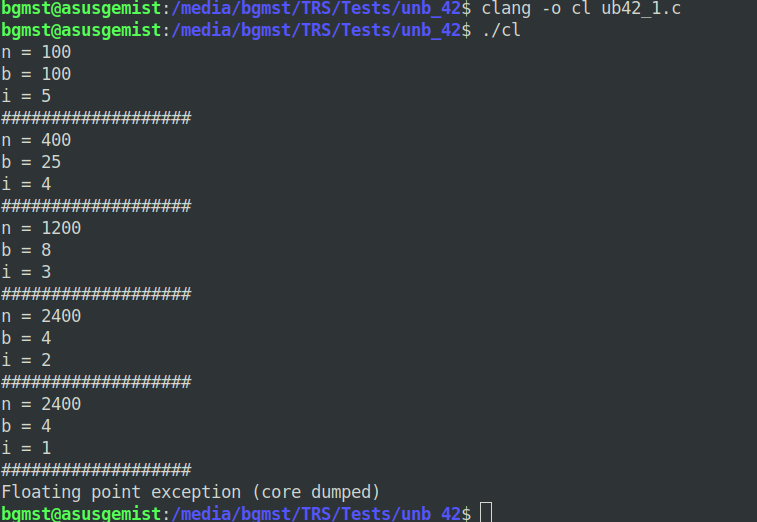 bgmst@asusgemist:/media/bgmst/TRS/Tests/unb_42$ clang -o cl ub42_1.c
bgmst@asusgemist:/media/bgmst/TRS/Tests/unb_42$ ./cl
n = 100
b = 100
i = 5
###################
n = 400
b = 25
i = 4
###################
n = 1200
b = 8
i = 3
###################
n = 2400
b = 4
i = 2
###################
n = 2400
b = 4
i = 1
###################
Floating point exception (core dumped)
bgmst@asusgemist:/media/bgmst/TRS/Tests/unb_42$